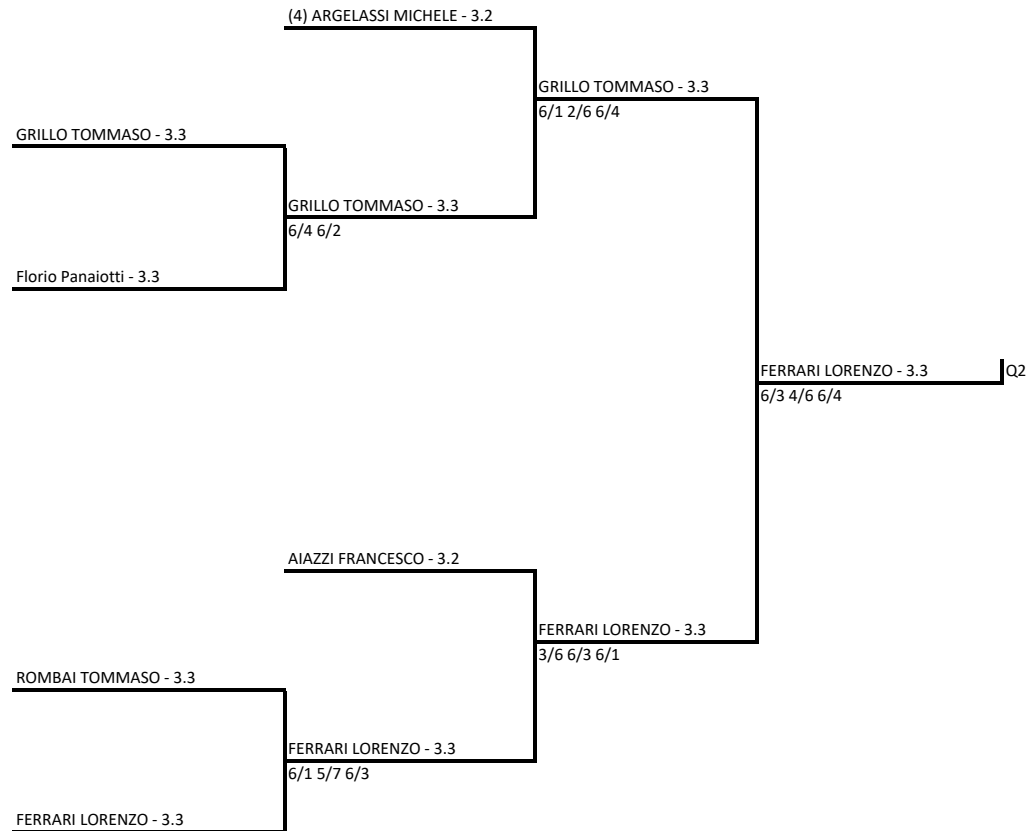 (4) ARGELASSI MICHELE - 3.2
GRILLO TOMMASO - 3.3
6/1 2/6 6/4
GRILLO TOMMASO - 3.3
GRILLO TOMMASO - 3.3
6/4 6/2
Florio Panaiotti - 3.3
FERRARI LORENZO - 3.3
Q2
6/3 4/6 6/4
AIAZZI FRANCESCO - 3.2
FERRARI LORENZO - 3.3
3/6 6/3 6/1
ROMBAI TOMMASO - 3.3
FERRARI LORENZO - 3.3
6/1 5/7 6/3
FERRARI LORENZO - 3.3